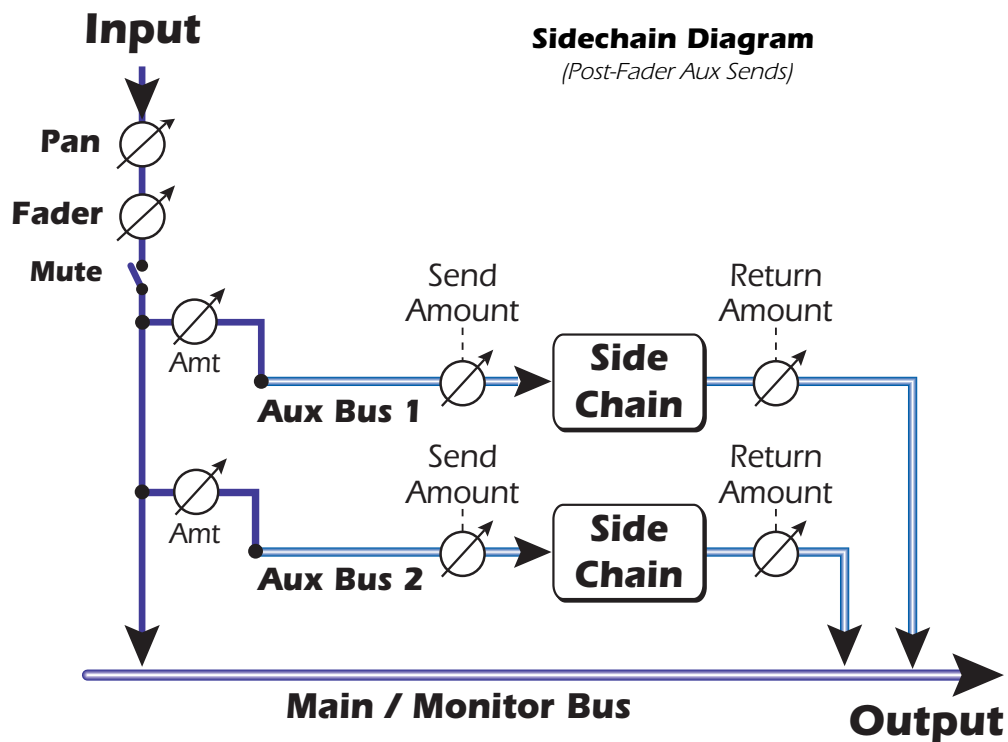 Input
Sidechain Diagram
(Post-Fader Aux Sends)
Pan
Fader
Mute
Amt
Send
Amount
Side
Chain
Return
Amount
Aux Bus 1
Amt
Send
Amount
Side
Chain
Return
Amount
Aux Bus 2
Main / Monitor Bus
Output